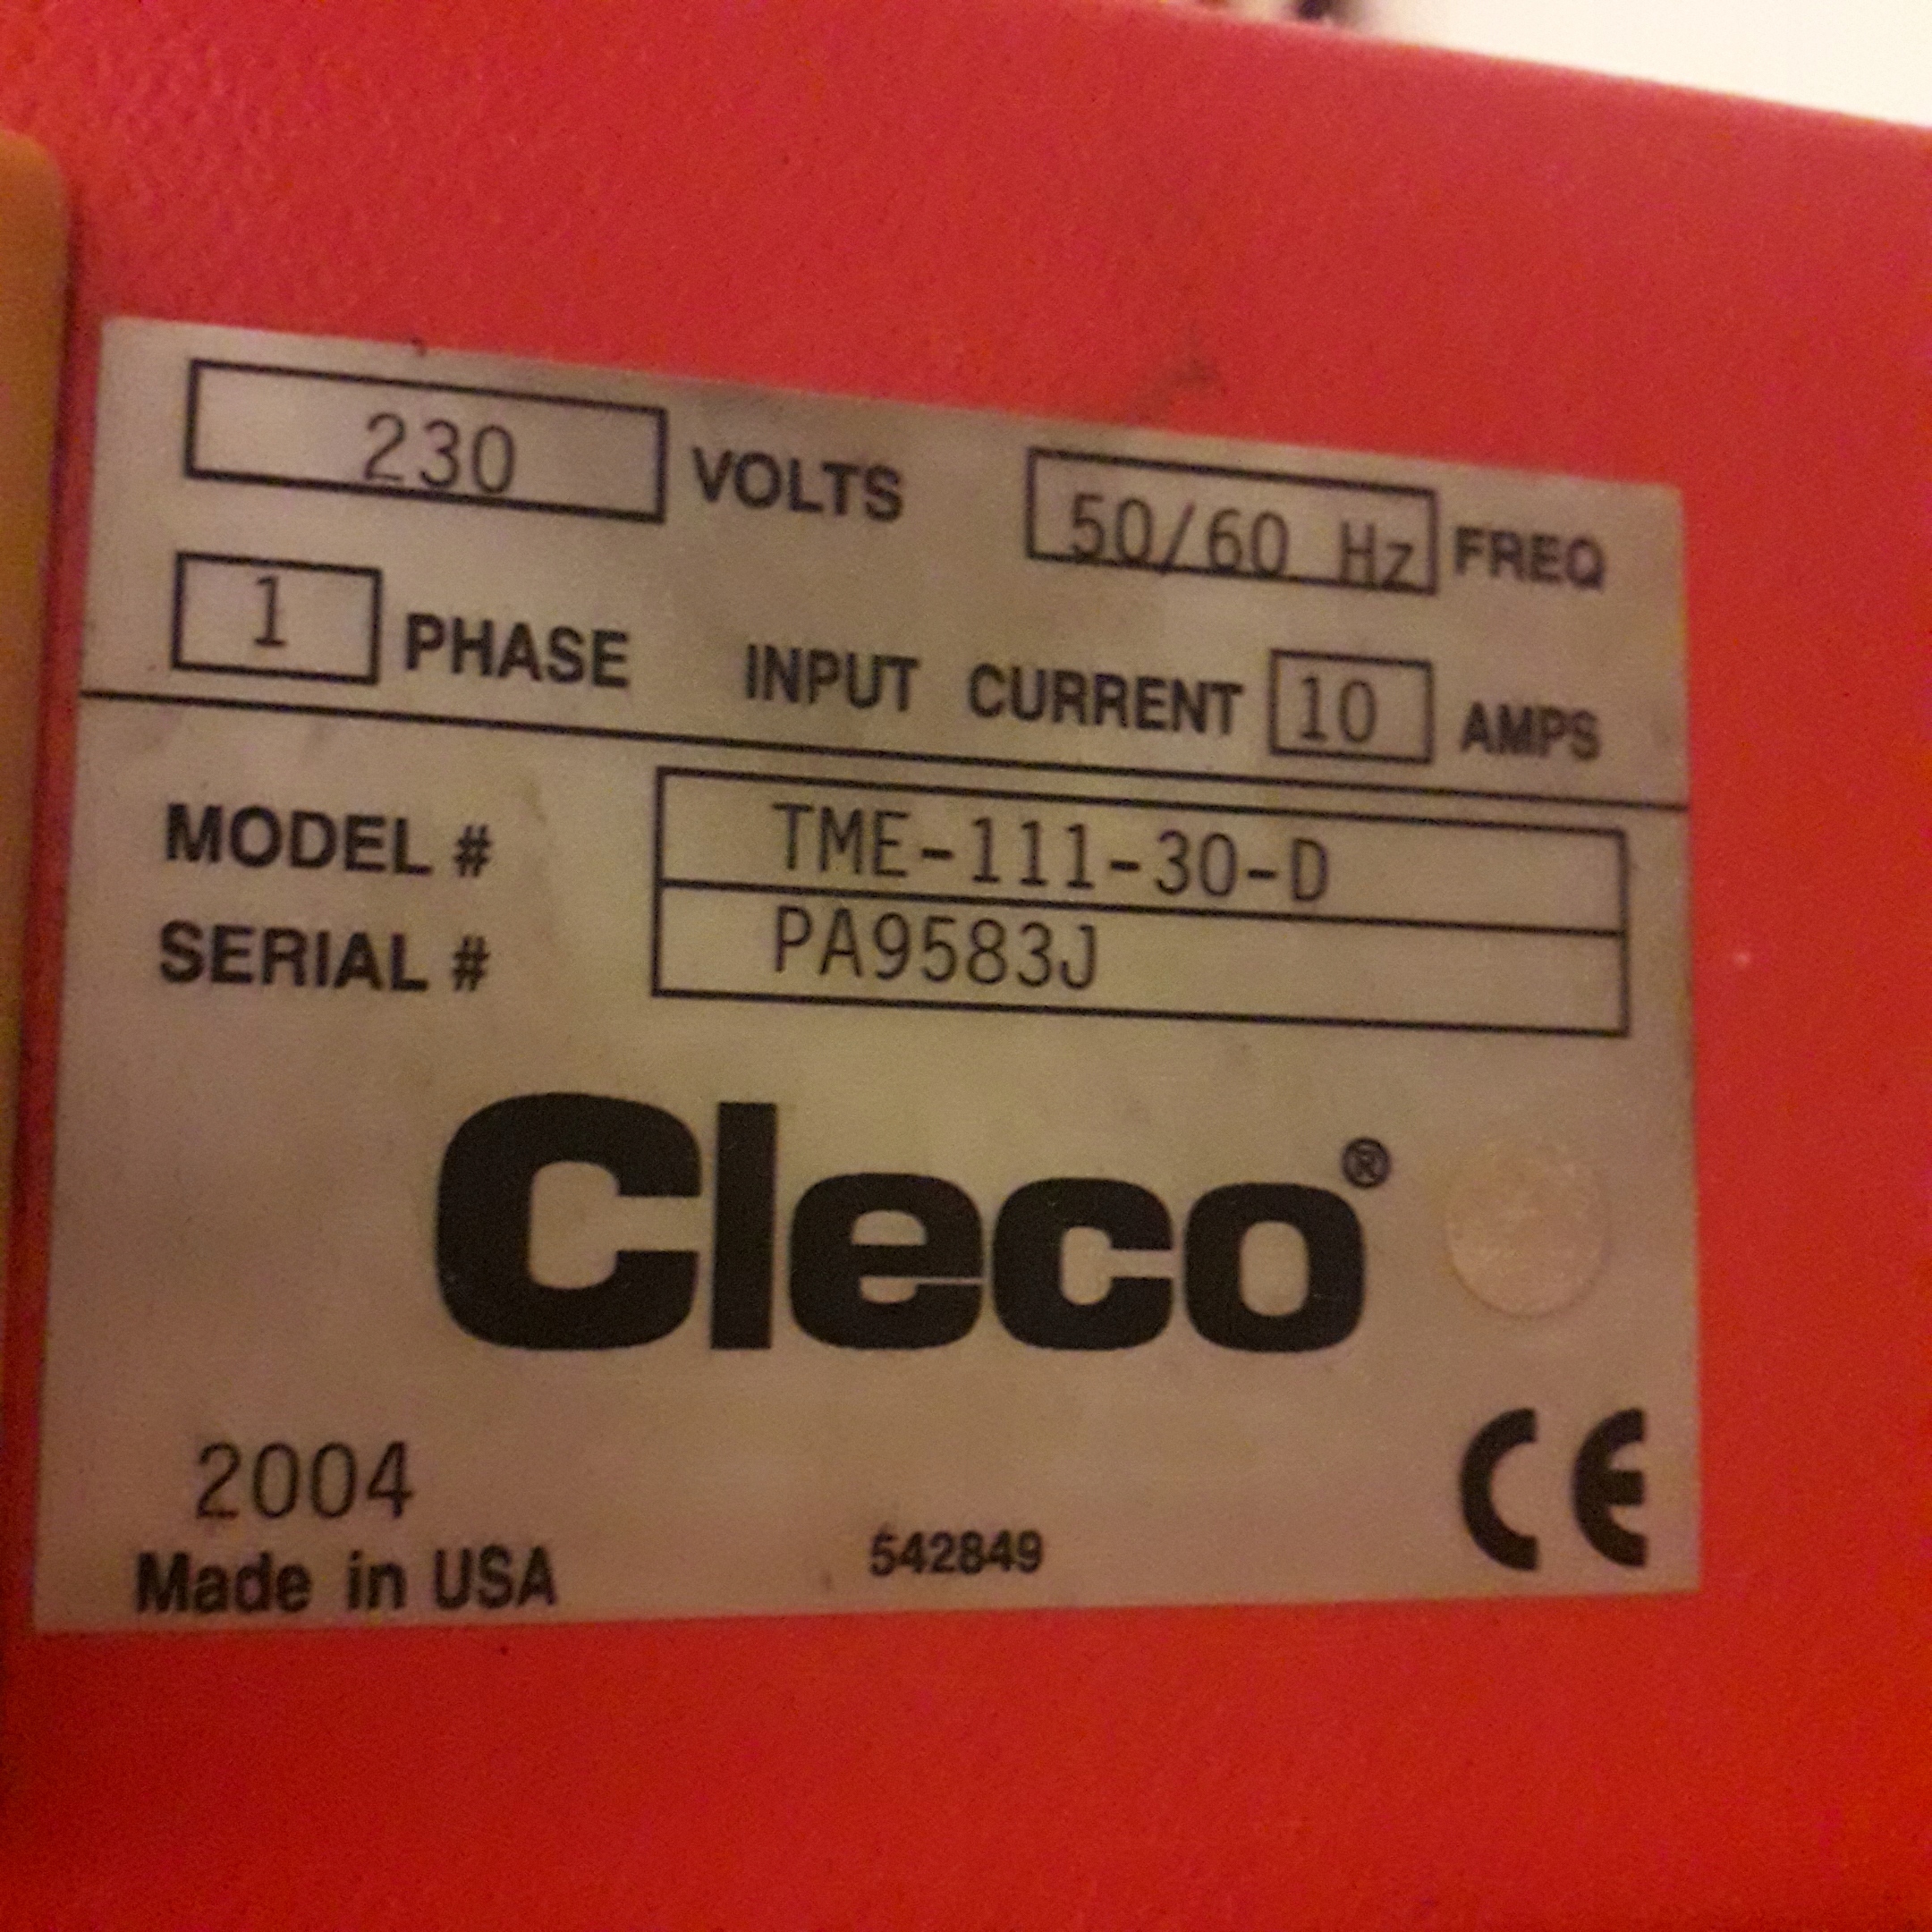 230 VOLTS 50/60 Hz FREQ
1 PHASE INPUT CURRENT 10 AMPS
MODEL # TME-111-30-D
SERIAL # PA9583J
Cleco®
2004
Made in USA 542849 CE